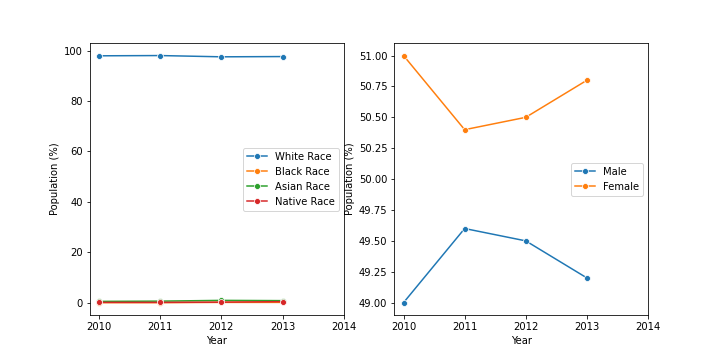 100
80
60
40
20
0
Population (%)
White Race
Black Race
Asian Race
Native Race
2010 2011 2012 2013 2014
Year
51.00
50.75
50.50
50.25
50.00
49.75
49.50
49.25
49.00
Population (%)
Male
Female
2010 2011 2012 2013 2014
Year